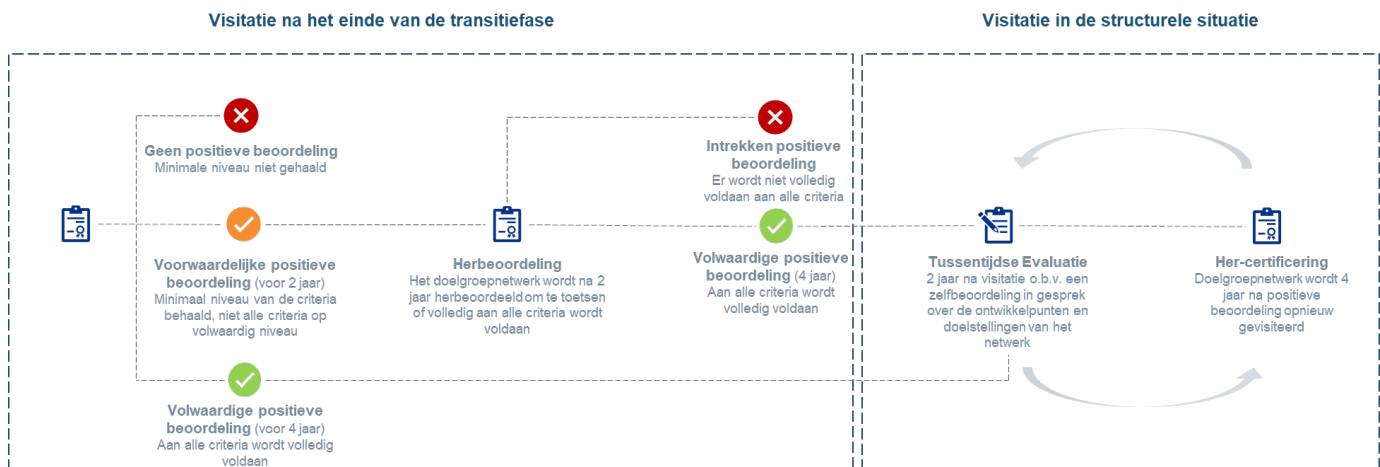 Visitatie na het einde van de transitiefase
Visitatie in de structurele situatie
Geen positieve beoordeling
Minimale niveau niet gehaald
Intrekken positieve
beoordeling
Er wordt niet volledig
voldaan aan alle criteria
Voorwaardelijke positieve
beoordeling (voor 2 jaar)
Minimaal niveau van de criteria
behaald, niet alle criteria op
volwaardig niveau
Herbeoordeling
Het doelgroepnetwerk wordt na 2
jaar herbeoordeeld om te toetsen
of volledig aan alle criteria wordt
voldaan
Volwaardige positieve
beoordeling (4 jaar)
Aan alle criteria wordt
volledig voldaan
Tussentijdse Evaluatie
2 jaar na visitatie o.b.v. een
zelfbeoordeling in gesprek
over de ontwikkelpunten en
doelstellingen van het
netwerk
Her-certificering
Doelgroepnetwerk wordt 4
jaar na positieve
beoordeling opnieuw
gevisiteerd
Volwaardige positieve
beoordeling (voor 4 jaar)
Aan alle criteria wordt volledig
voldaan